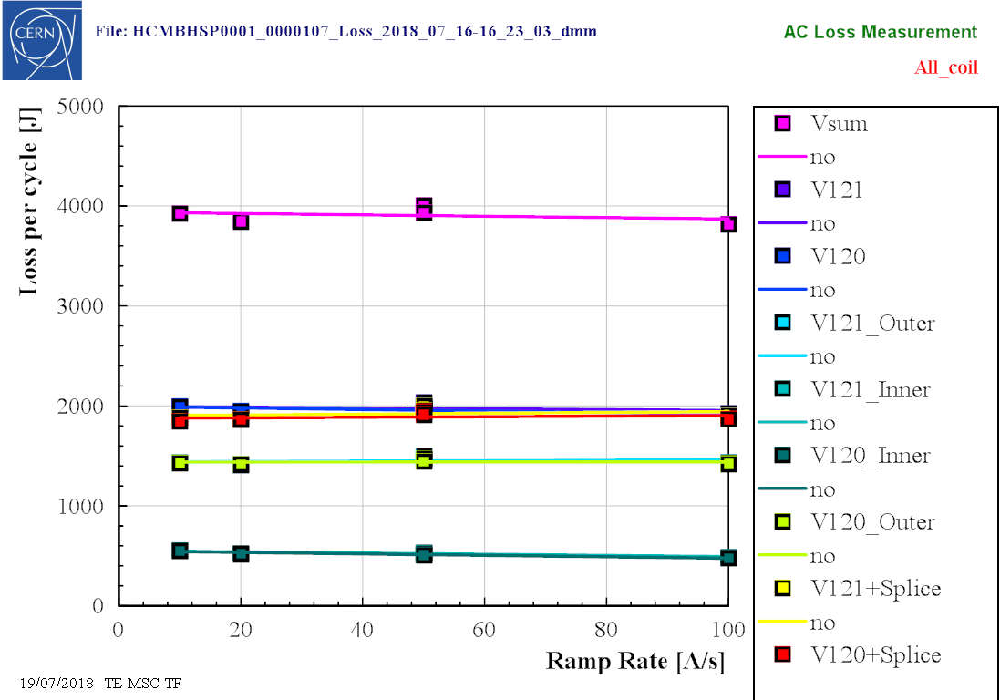 CERN
File: HCMBHSP0001_0000107_Loss_2018_07_16-16_23_03_dmm
AC Loss Measurement
All_coil
Loss per cycle [J]
5000
4000
3000
2000
1000
0
0 20 40 60 80 100
Ramp Rate [A/s]
Vsum
no
V121
no
V120
no
V121_Outer
no
V121_Inner
no
V120_Inner
no
V120_Outer
no
V121+Splice
no
V120+Splice
19/07/2018 TE-MSC-TF